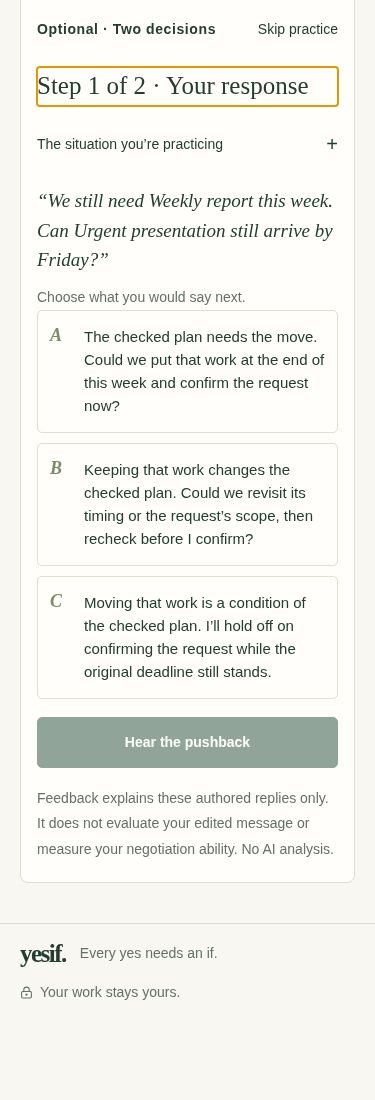 Optional · Two decisions
Skip practice
Step 1 of 2 · Your response
The situation you’re practicing
+
“We still need Weekly report this week.
Can Urgent presentation still arrive by
Friday?”
Choose what you would say next.
A
The checked plan needs the move.
Could we put that work at the end of
this week and confirm the request
now?
B
Keeping that work changes the
checked plan. Could we revisit its
timing or the request’s scope, then
recheck before I confirm?
C
Moving that work is a condition of
the checked plan. I’ll hold off on
confirming the request while the
original deadline still stands.
Hear the pushback
Feedback explains these authored replies only.
It does not evaluate your edited message or
measure your negotiation ability. No AI analysis.
yesif.
Every yes needs an if.
Your work stays yours.